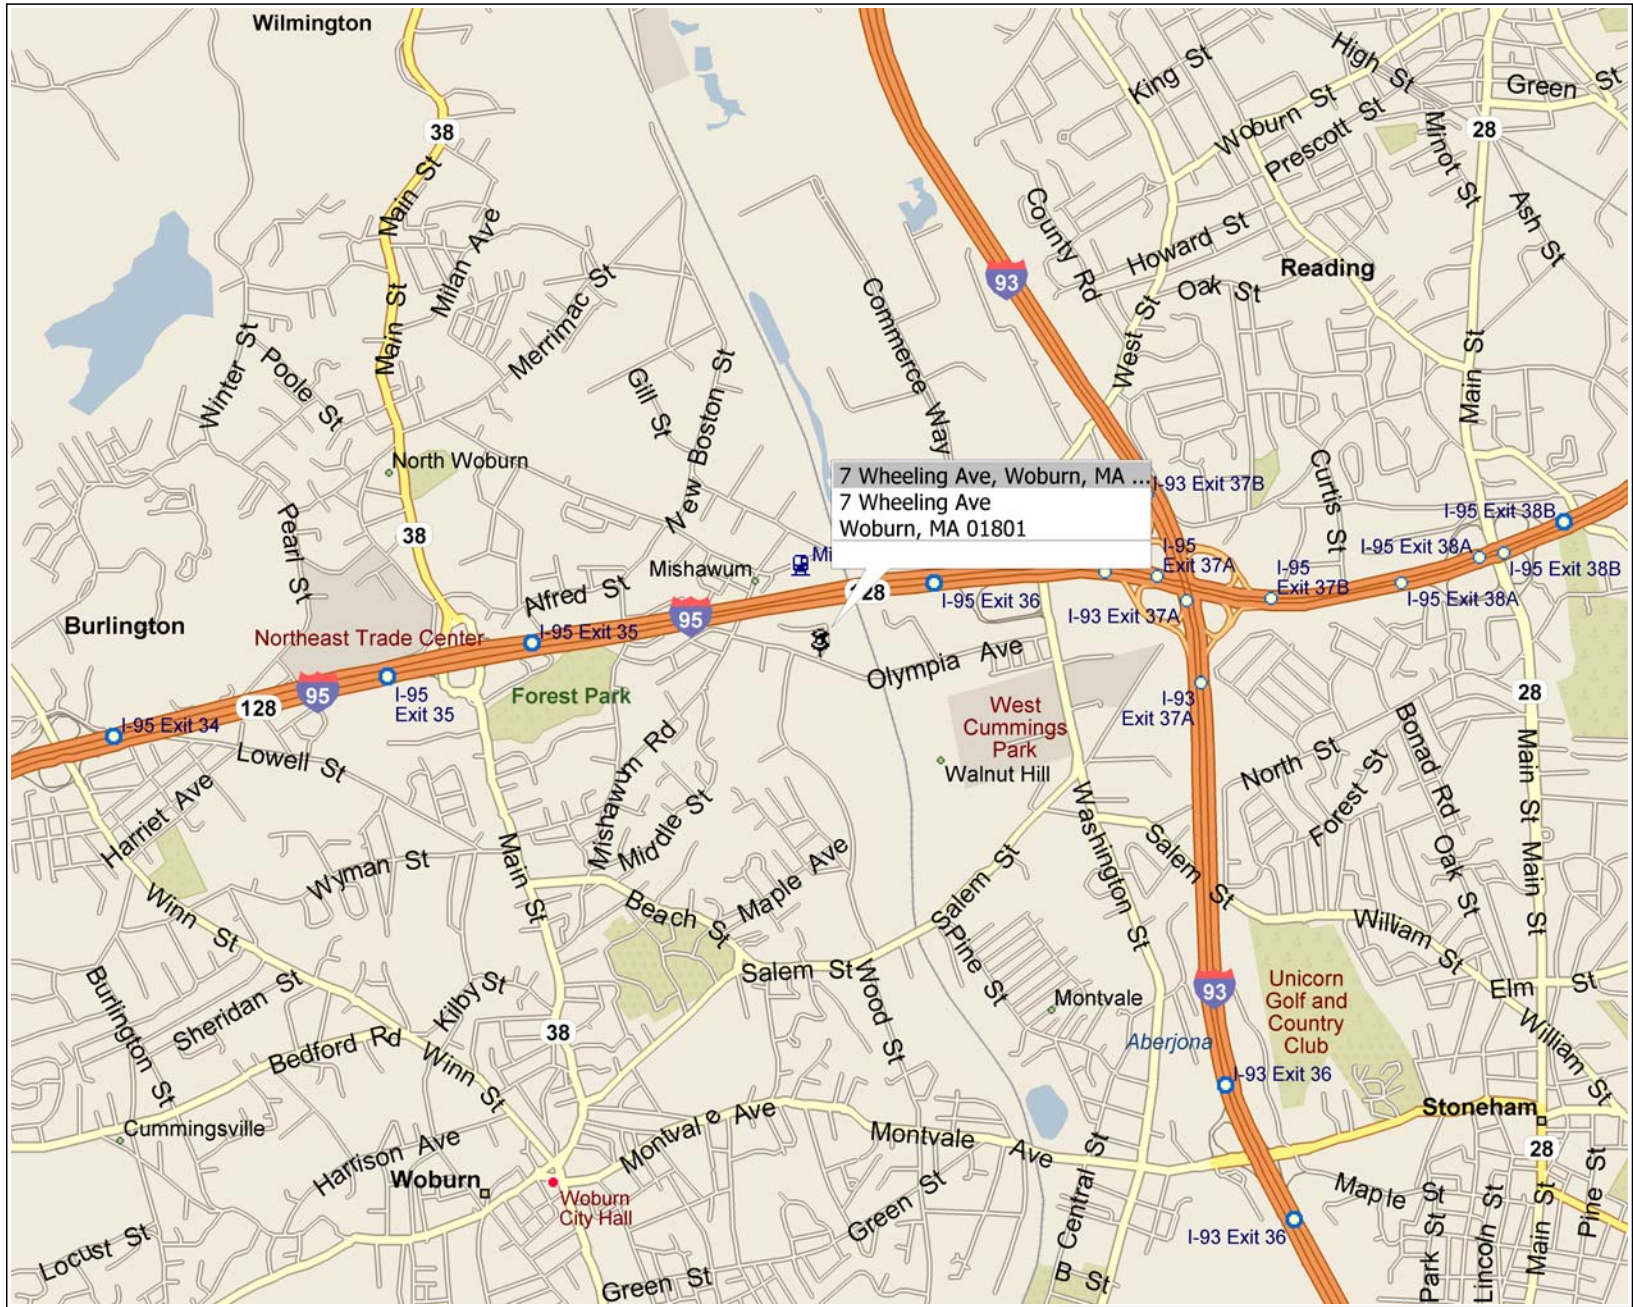 Wilmington
High St
King St
Green St
Woburn St
38
28
Prescott St
Minot St
Main St
Ash St
Milan Ave
County Rd
Howard St
Reading
Merrimac St
93
Oak St
Commerce Way
Main St
West St
Winter St
Poole St
Gill St
New Boston St
Main St
North Woburn
Curtis St
7 Wheeling Ave, Woburn, MA ...
7 Wheeling Ave
Woburn, MA 01801
I-93 Exit 37B
I-95 Exit 38B
Pearl St
38
Mishawum
Mi
I-95
Exit 37A
I-95 Exit 38A
I-95 Exit 38B
Alfred St
I-95 Exit 36
I-95
Exit 37B
I-95 Exit 38A
95
I-93 Exit 37A
Burlington
Northeast Trade Center
I-95 Exit 35
Olympia Ave
95
128
I-95
Exit 35
Forest Park
I-93
Exit 37A
28
I-95 Exit 34
West
Cummings
Park
Walnut Hill
Lowell St
Mishawum Rd
North St
Bonad Rd
Main St
Harriet Ave
Middle St
Washington St
Forest St
Oak St
Main St
Wyman St
Main St
Maple Ave
Salem St
Salem St
Winn St
Beach St
William St
Pine St
Salem St
Wood St
Burlington St
Sheridan St
Kilby St
Montvale
93
Unicorn
Golf and
Country
Club
Elm St
William St
38
Bedford Rd
Winn St
Aberjona
I-93 Exit 36
Stoneham
Cummingsville
Montvale Ave
Montvale Ave
28
Harrison Ave
Woburn
Woburn
City Hall
Green St
Central St
Maple
Park St
St
Lincoln St
Main St
Pine St
I-93 Exit 36
Locust St
Green St
B St